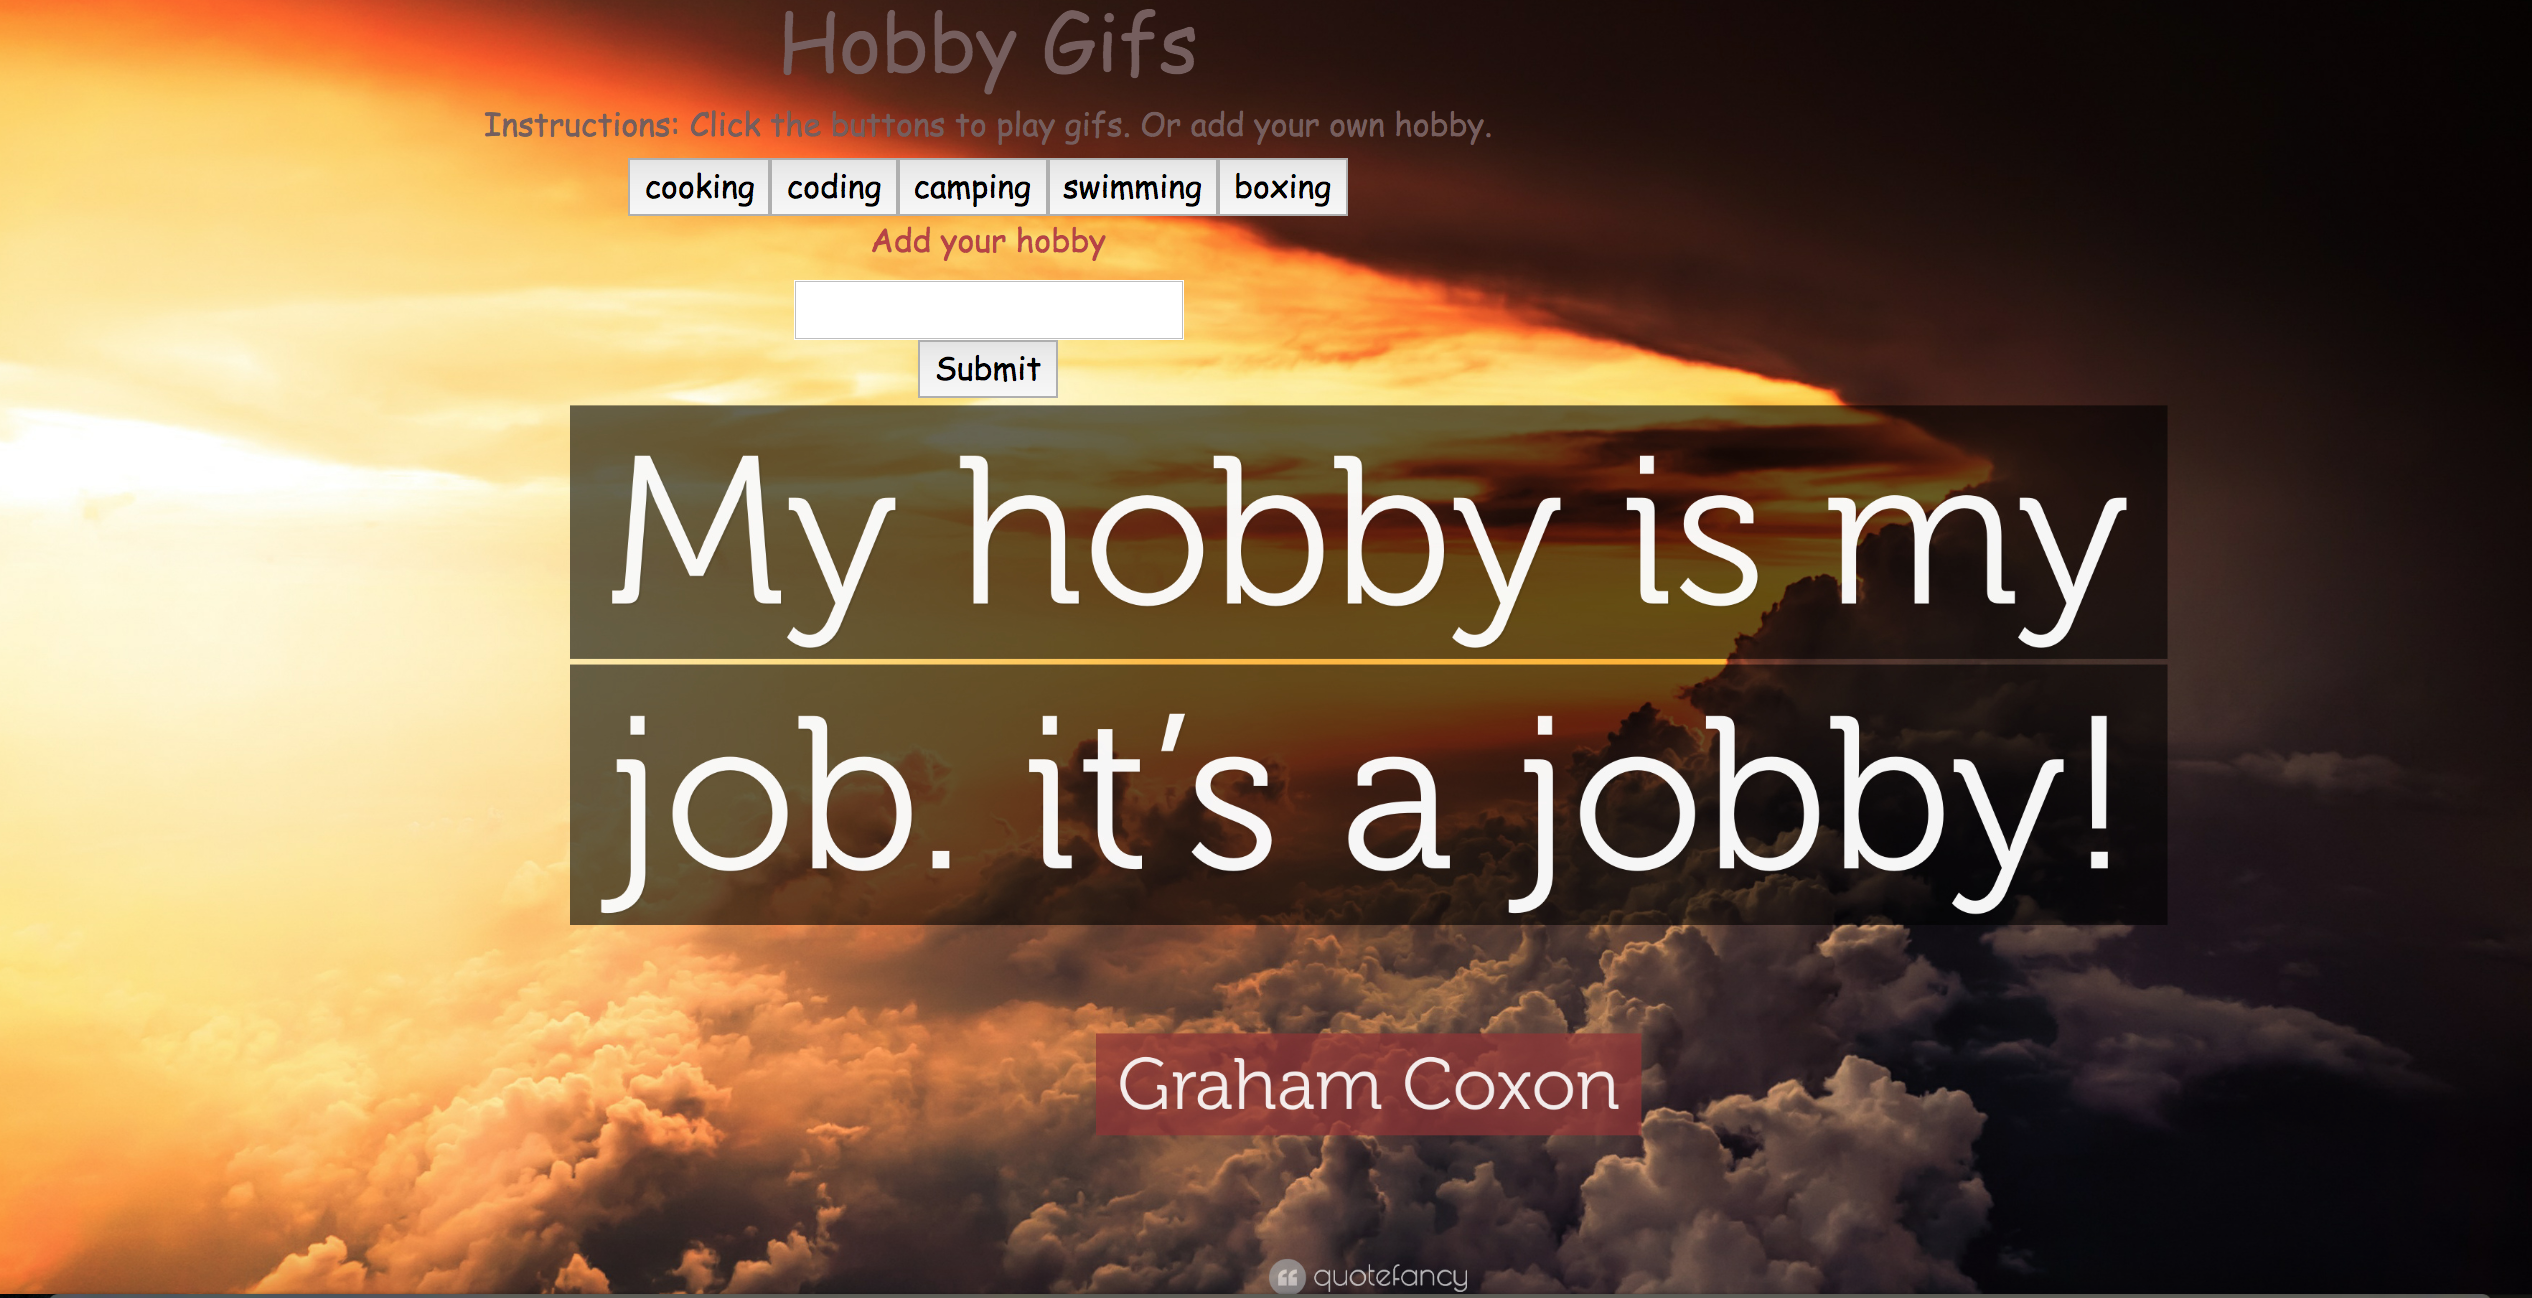 Hobby Gifs
Instructions: Click the buttons to play gifs. Or add your own hobby.
cooking coding camping swimming boxing
Add your hobby
Submit
My hobby is my
job. it’s a jobby!
Graham Coxon
quotefancy